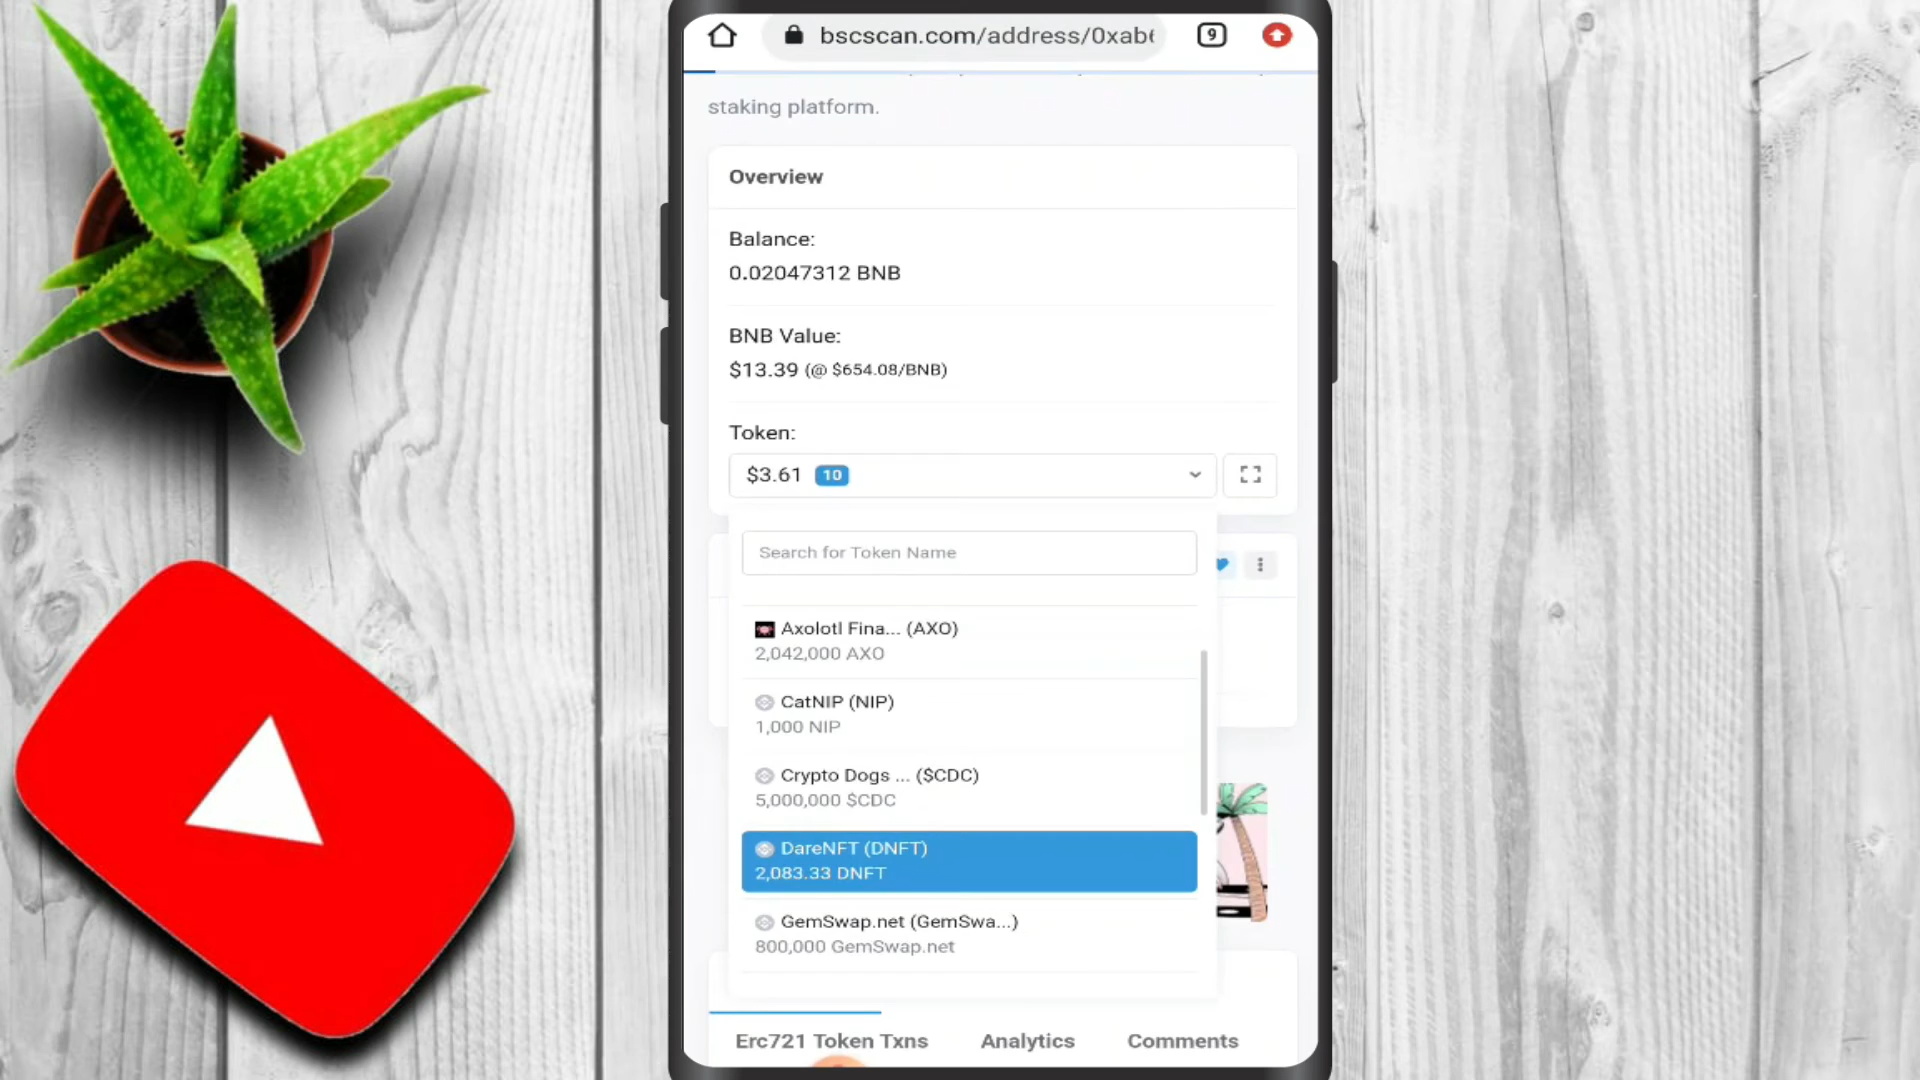 bscscan.com/address/0xab6
9
staking platform.
Overview
Balance:
0.02047312 BNB
BNB Value:
$13.39 (@ $654.08/BNB)
Token:
$3.61 10
Search for Token Name
Axolotl Fina... (AXO)
2,042,000 AXO
CatNIP (NIP)
1,000 NIP
Crypto Dogs ... ($CDC)
5,000,000 $CDC
DareNFT (DNFT)
2,083.33 DNFT
GemSwap.net (GemSwa...)
800,000 GemSwap.net
Erc721 Token Txns
Analytics
Comments